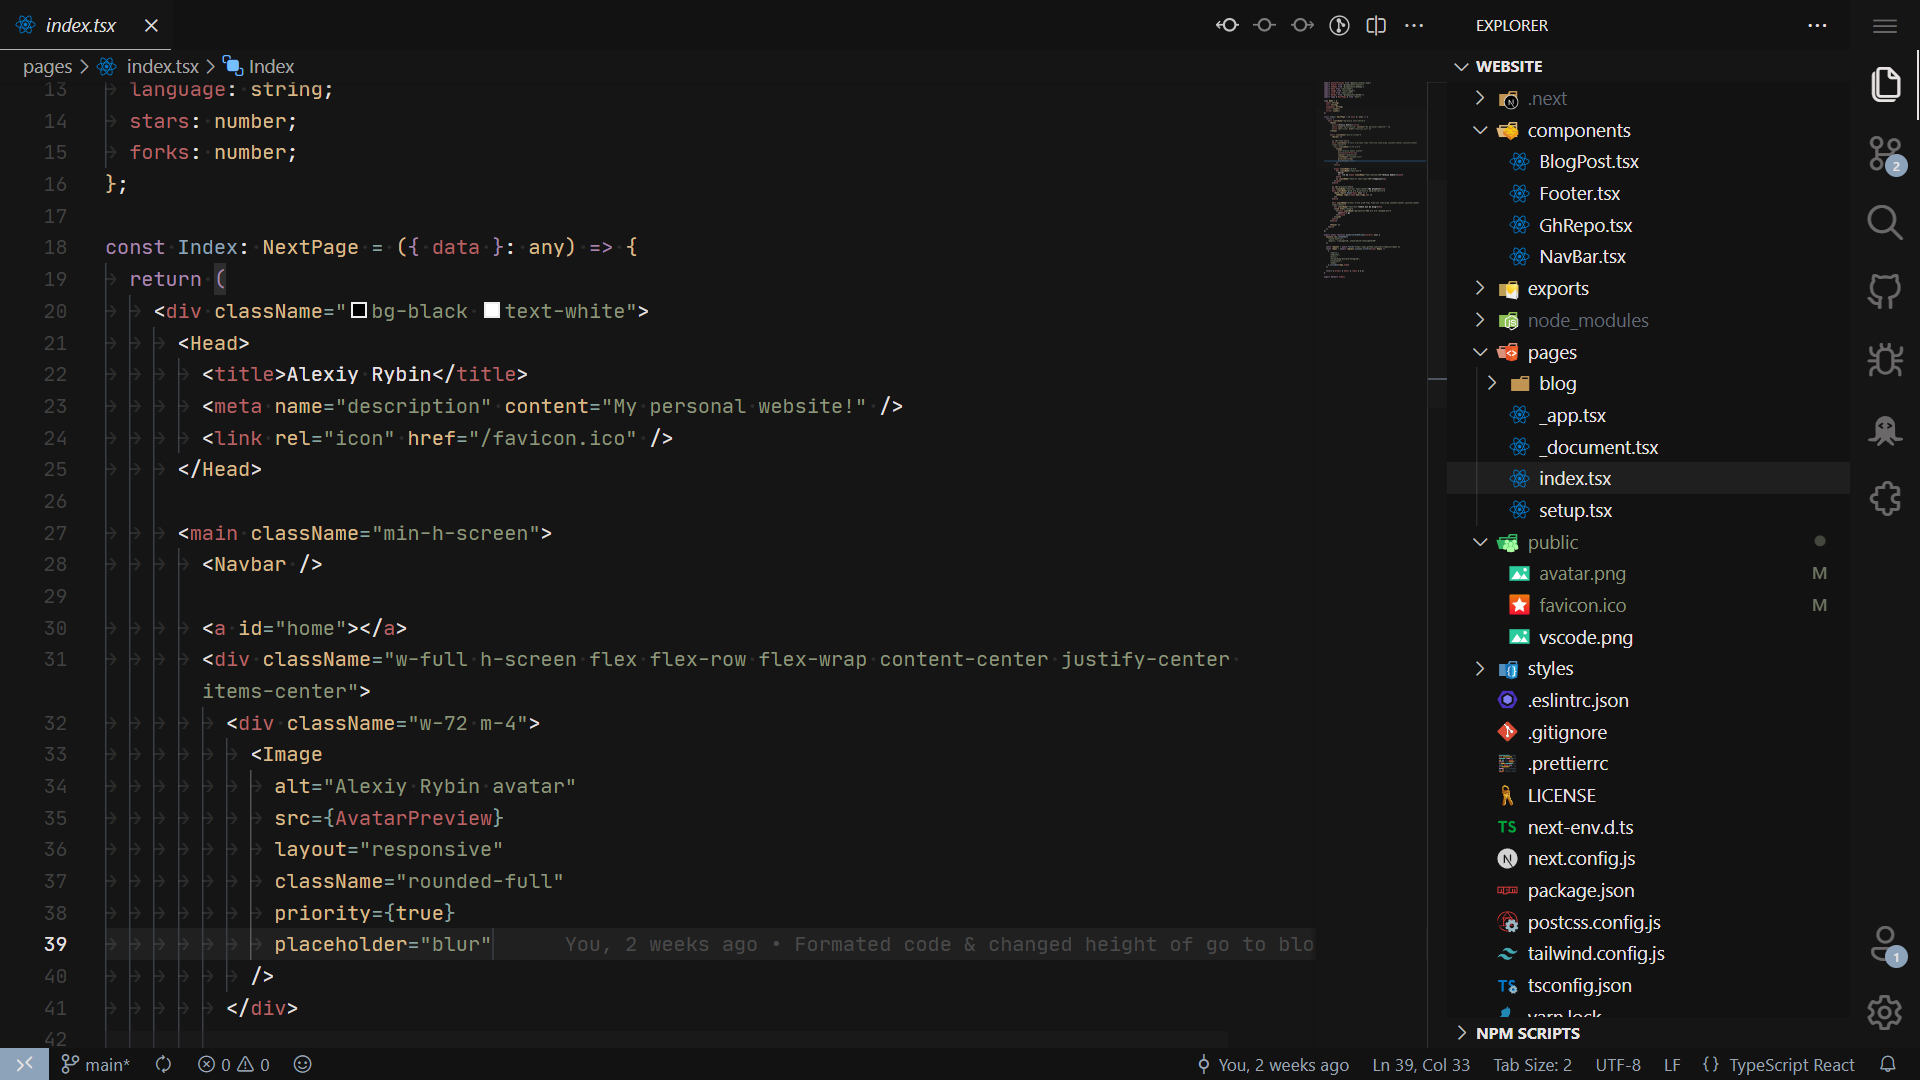 index.tsx
pages
index.tsx
Index
13 language: string;
14 stars: number;
15 forks: number;
16 };
17
18 const Index: NextPage = ({ data }: any) => {
19 return (
20 <div className="bg-black text-white">
21 <Head>
22 <title>Alexiy Rybin</title>
23 <meta name="description" content="My personal website!" />
24 <link rel="icon" href="/favicon.ico" />
25 </Head>
26
27 <main className="min-h-screen">
28 <Navbar />
29
30 <a id="home"></a>
31 <div className="w-full h-screen flex flex-row flex-wrap content-center justify-center
items-center">
32 <div className="w-72 m-4">
33 <Image
34 alt="Alexiy Rybin avatar"
35 src={AvatarPreview}
36 layout="responsive"
37 className="rounded-full"
38 priority={true}
39 placeholder="blur" You, 2 weeks ago • Formated code & changed height of go to blo
40 />
41 </div>
42
EXPLORER
WEBSITE
.next
components
BlogPost.tsx
Footer.tsx
GhRepo.tsx
NavBar.tsx
exports
node_modules
pages
blog
_app.tsx
_document.tsx
index.tsx
setup.tsx
public
avatar.png M
favicon.ico M
vscode.png
styles
.eslintrc.json
.gitignore
.prettierrc
LICENSE
TS next-env.d.ts
N next.config.js
package.json
postcss.config.js
tailwind.config.js
TS tsconfig.json
yarn.lock
NPM SCRIPTS
2
1
main* 0 0
You, 2 weeks ago Ln 39, Col 33 Tab Size: 2 UTF-8 LF {} TypeScript React